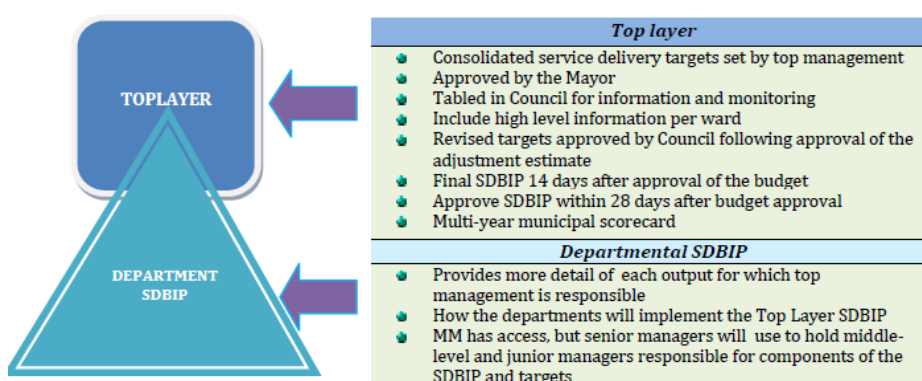 TOPLAYER
DEPARTMENT
SDBIP
Top layer
Consolidated service delivery targets set by top management
Approved by the Mayor
Tabled in Council for information and monitoring
Include high level information per ward
Revised targets approved by Council following approval of the
adjustment estimate
Final SDBIP 14 days after approval of the budget
Approve SDBIP within 28 days after budget approval
Multi-year municipal scorecard
Departmental SDBIP
Provides more detail of each output for which top
management is responsible
How the departments will implement the Top Layer SDBIP
MM has access, but senior managers will use to hold middle-
level and junior managers responsible for components of the
SDBIP and targets